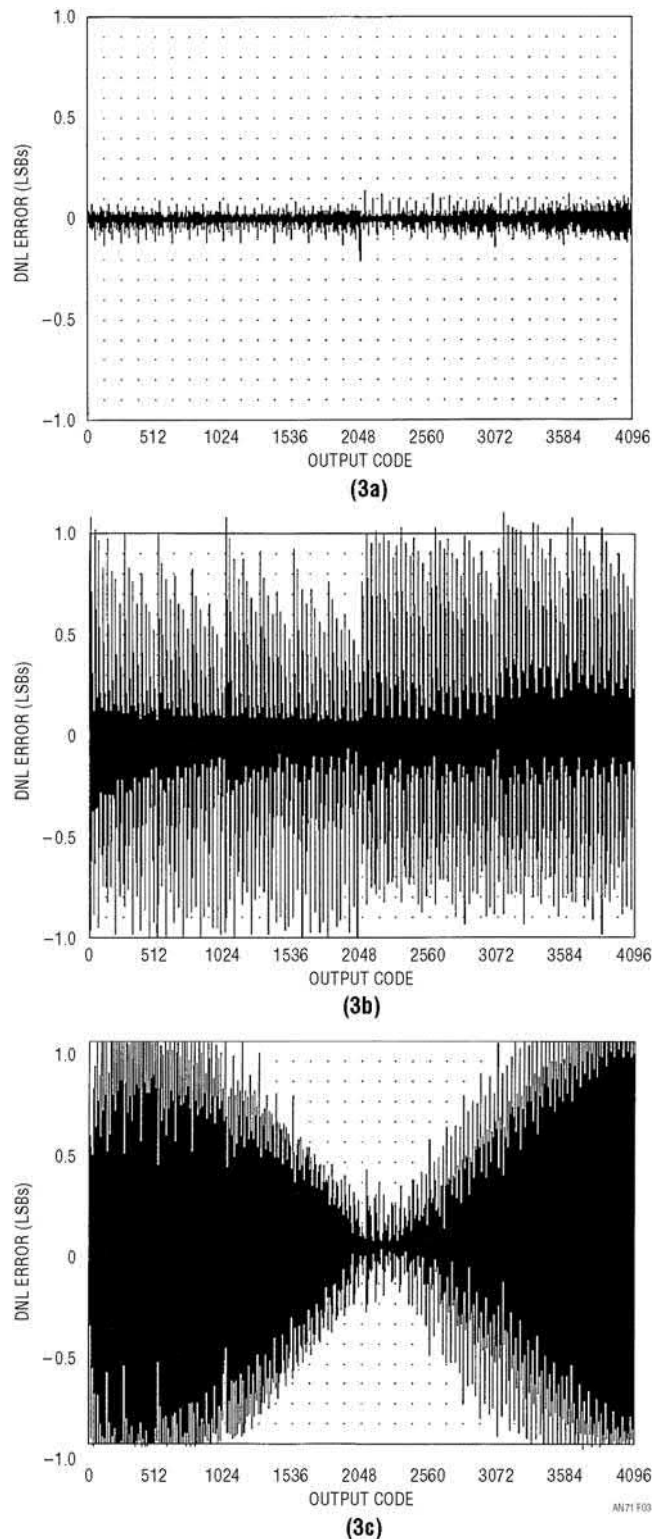 1.0
0.5
0
−0.5
−1.0
DNL ERROR (LSBs)
0 512 1024 1536 2048 2560 3072 3584 4096
OUTPUT CODE
(3a)
1.0
0.5
0
−0.5
−1.0
DNL ERROR (LSBs)
0 512 1024 1536 2048 2560 3072 3584 4096
OUTPUT CODE
(3b)
1.0
0.5
0
−0.5
−1.0
DNL ERROR (LSBs)
0 512 1024 1536 2048 2560 3072 3584 4096
OUTPUT CODE
AN71 F03
(3c)